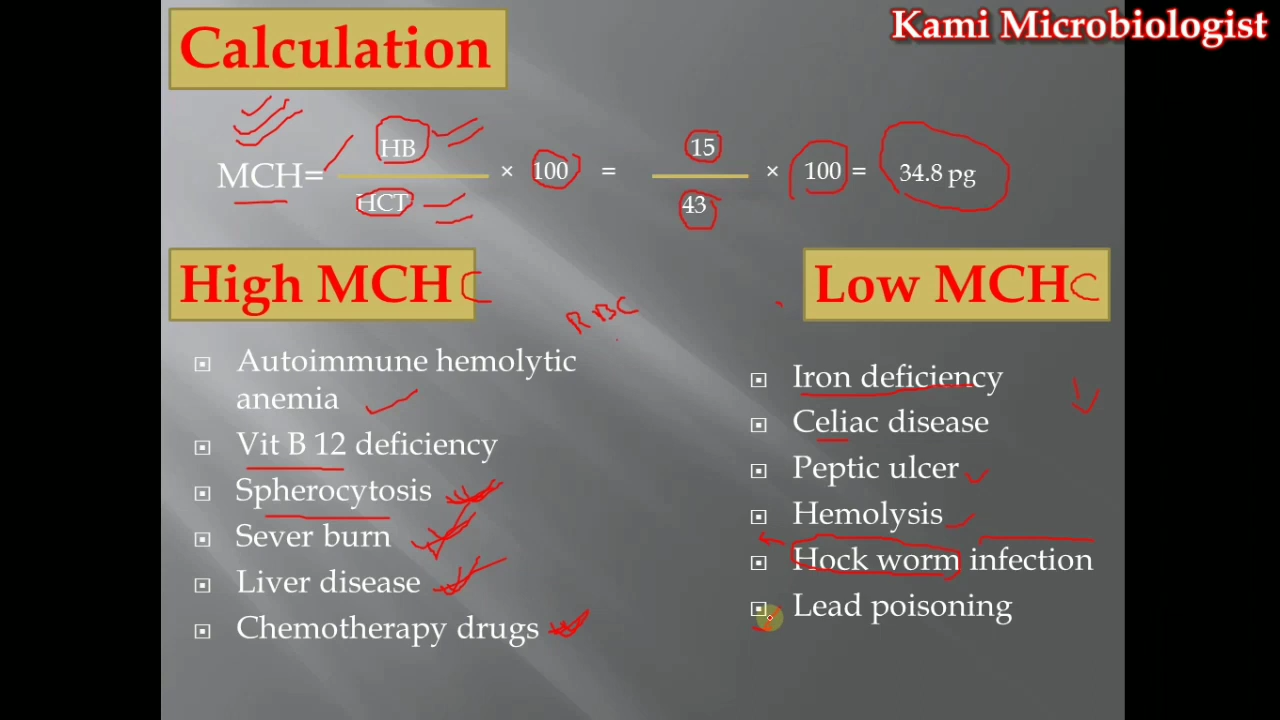 Kami Microbiologist
Calculation
MCH= HB / HCT × 100 = 15 / 43 × 100 = 34.8 pg
High MCH C
Low MCH C
RBC
Autoimmune hemolytic
anemia
Vit B 12 deficiency
Spherocytosis
Sever burn
Liver disease
Chemotherapy drugs
Iron deficiency
Celiac disease
Peptic ulcer
Hemolysis
Hock worm infection
Lead poisoning